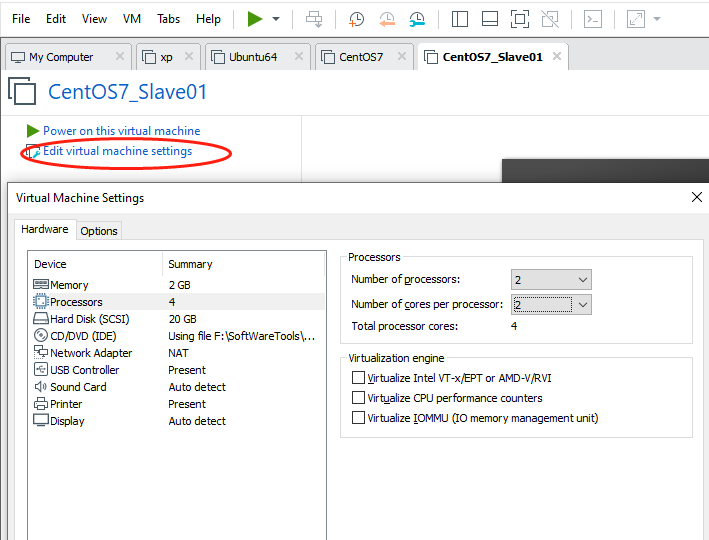 File Edit View VM Tabs Help
My Computer xp Ubuntu64 CentOS7 CentOS7_Slave01
CentOS7_Slave01
Power on this virtual machine
Edit virtual machine settings
Virtual Machine Settings
Hardware Options
Device Summary
Memory 2 GB
Processors 4
Hard Disk (SCSI) 20 GB
CD/DVD (IDE) Using file F:\SoftWareTools\...
Network Adapter NAT
USB Controller Present
Sound Card Auto detect
Printer Present
Display Auto detect
Processors
Number of processors: 2
Number of cores per processor: 2
Total processor cores: 4
Virtualization engine
Virtualize Intel VT-x/EPT or AMD-V/RVI
Virtualize CPU performance counters
Virtualize IOMMU (IO memory management unit)